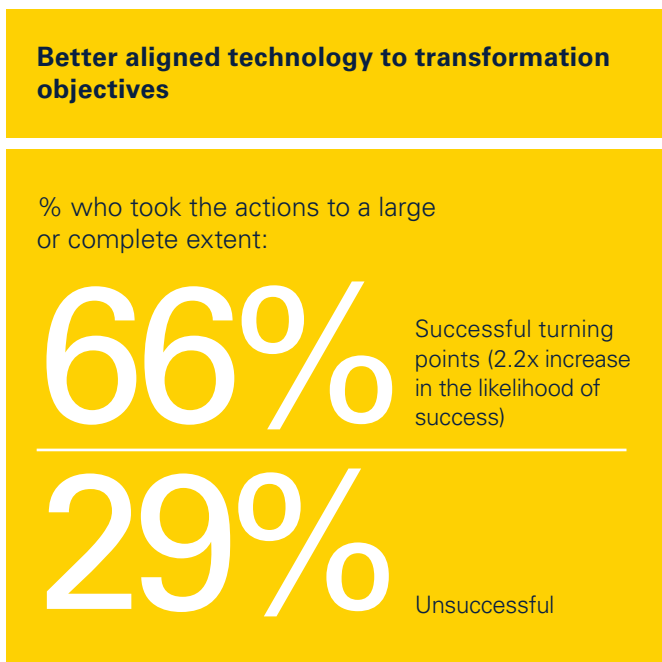 Better aligned technology to transformation
objectives
% who took the actions to a large
or complete extent:
66%
Successful turning
points (2.2x increase
in the likelihood of
success)
29%
Unsuccessful